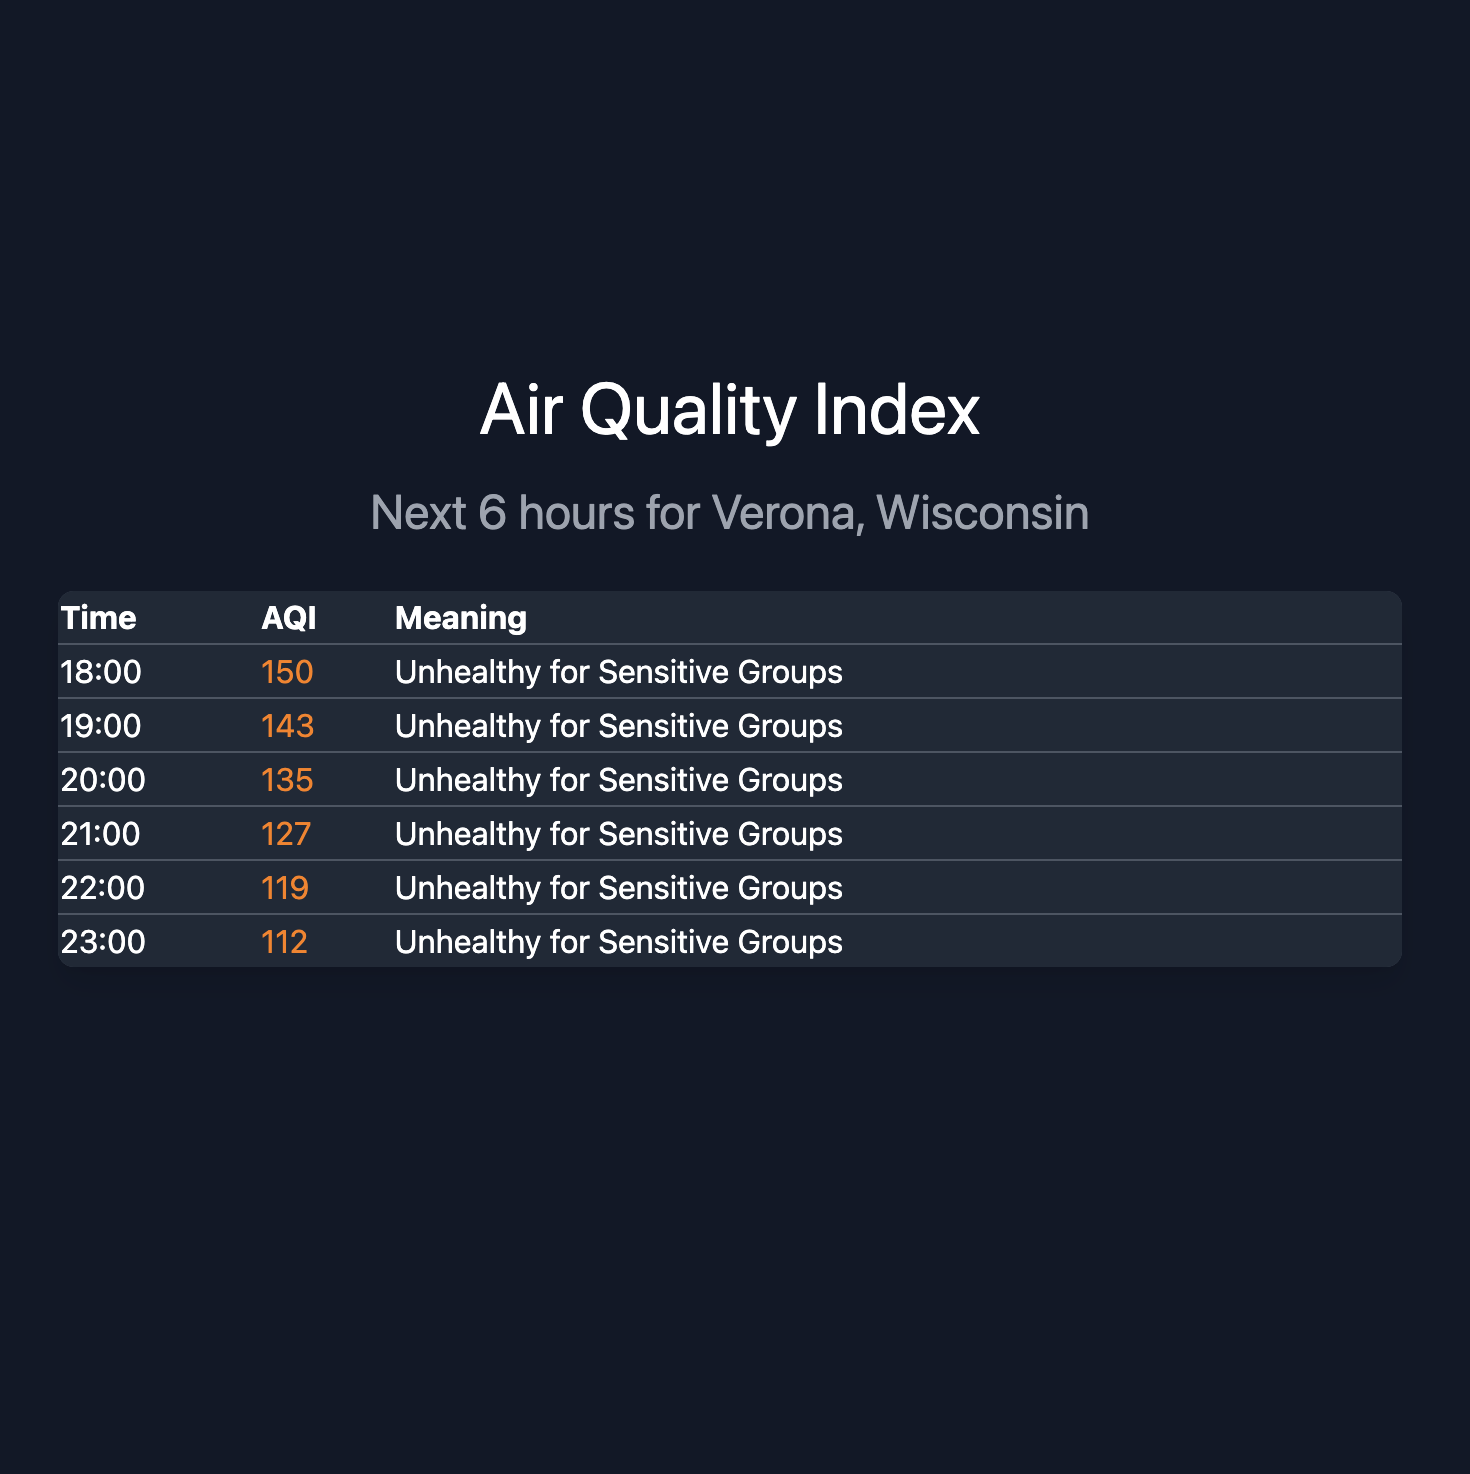 Air Quality Index
Next 6 hours for Verona, Wisconsin
Time AQI Meaning
18:00 150 Unhealthy for Sensitive Groups
19:00 143 Unhealthy for Sensitive Groups
20:00 135 Unhealthy for Sensitive Groups
21:00 127 Unhealthy for Sensitive Groups
22:00 119 Unhealthy for Sensitive Groups
23:00 112 Unhealthy for Sensitive Groups